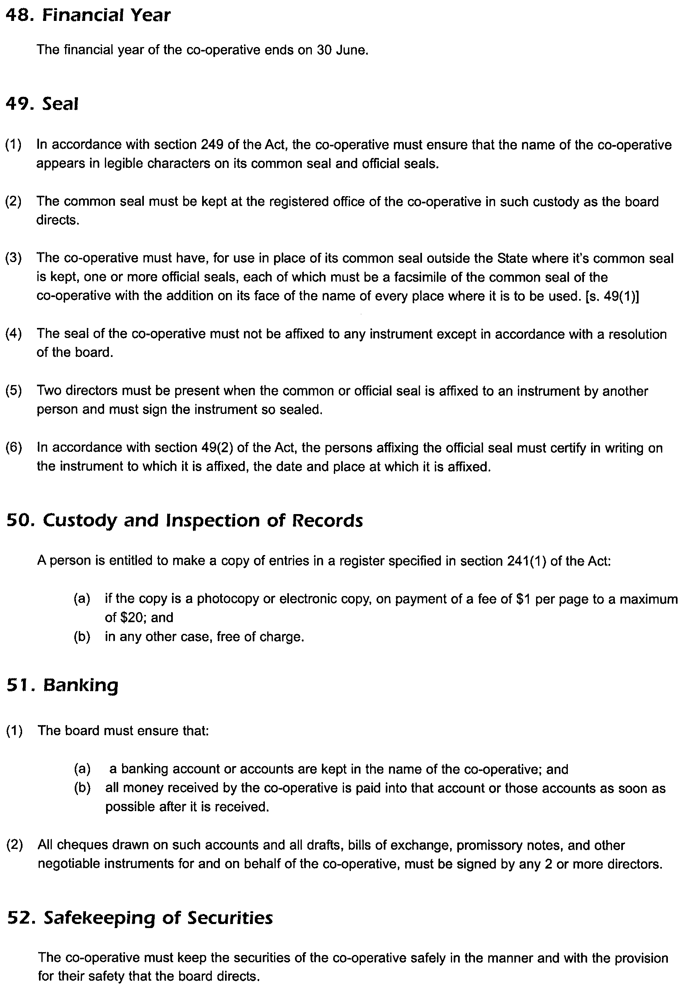 48. Financial Year
The financial year of the co-operative ends on 30 June.
49. Seal
(1) In accordance with section 249 of the Act, the co-operative must ensure that the name of the co-operative
appears in legible characters on its common seal and official seals.
(2) The common seal must be kept at the registered office of the co-operative in such custody as the board
directs.
(3) The co-operative must have, for use in place of its common seal outside the State where it's common seal
is kept, one or more official seals, each of which must be a facsimile of the common seal of the
co-operative with the addition on its face of the name of every place where it is to be used. [s. 49(1)]
(4) The seal of the co-operative must not be affixed to any instrument except in accordance with a resolution
of the board.
(5) Two directors must be present when the common or official seal is affixed to an instrument by another
person and must sign the instrument so sealed.
(6) In accordance with section 49(2) of the Act, the persons affixing the official seal must certify in writing on
the instrument to which it is affixed, the date and place at which it is affixed.
50. Custody and Inspection of Records
A person is entitled to make a copy of entries in a register specified in section 241(1) of the Act:
(a) if the copy is a photocopy or electronic copy, on payment of a fee of $1 per page to a maximum
of $20; and
(b) in any other case, free of charge.
51. Banking
(1) The board must ensure that:
(a) a banking account or accounts are kept in the name of the co-operative; and
(b) all money received by the co-operative is paid into that account or those accounts as soon as
possible after it is received.
(2) All cheques drawn on such accounts and all drafts, bills of exchange, promissory notes, and other
negotiable instruments for and on behalf of the co-operative, must be signed by any 2 or more directors.
52. Safekeeping of Securities
The co-operative must keep the securities of the co-operative safely in the manner and with the provision
for their safety that the board directs.